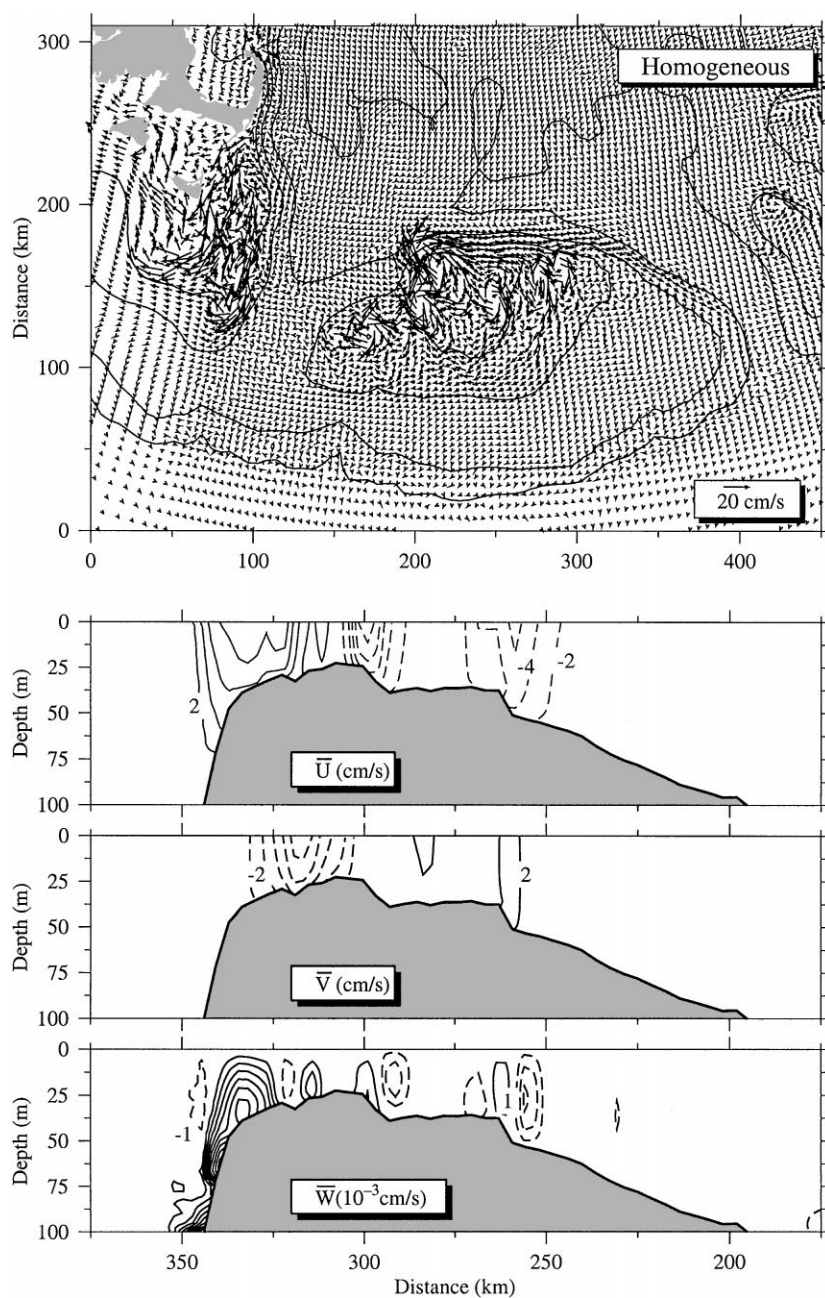 300
Homogeneous
Distance (km)
200
100
20 cm/s
0
0 100 200 300 400
0
Depth (m)
25
50
75
100
2
-4
-2
U (cm/s)
0
Depth (m)
25
50
75
100
-2
2
V (cm/s)
0
Depth (m)
25
50
75
100
-1
1
W(10⁻³cm/s)
350 300 250 200
Distance (km)